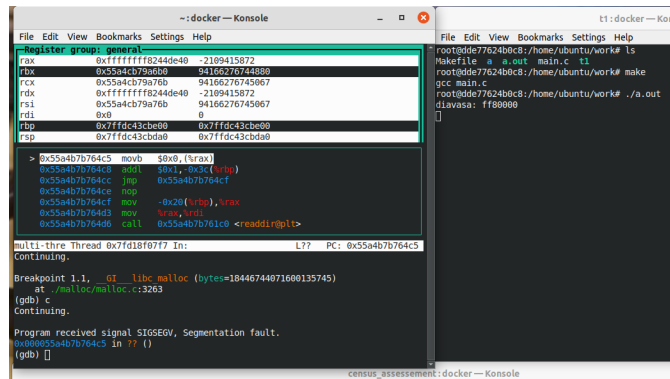 ~:docker — Konsole
File Edit View Bookmarks Settings Help
Register group: general
rax 0xffffffff8244de40 -2109415872
rbx 0x55a4cb79a6b0 94166276744880
rcx 0x55a4cb79a76b 94166276745067
rdx 0xffffffff8244de40 -2109415872
rsi 0x55a4cb79a76b 94166276745067
rdi 0x0 0
rbp 0x7ffdc43cbe00 0x7ffdc43cbe00
rsp 0x7ffdc43cbda0 0x7ffdc43cbda0
> 0x55a4b7b764c5 movb $0x0,(%rax)
0x55a4b7b764c8 addl $0x1,-0x3c(%rbp)
0x55a4b7b764cc jmp 0x55a4b7b764cf
0x55a4b7b764ce nop
0x55a4b7b764cf mov -0x20(%rbp),%rax
0x55a4b7b764d3 mov %rax,%rdi
0x55a4b7b764d6 call 0x55a4b7b761c0 <readdir@plt>
multi-thre Thread 0x7fd18f07f7 In: L?? PC: 0x55a4b7b764c5
Continuing.
Breakpoint 1.1, __GI___libc_malloc (bytes=18446744071600135745)
at ./malloc/malloc.c:3263
(gdb) c
Continuing.
Program received signal SIGSEGV, Segmentation fault.
0x000055a4b7b764c5 in ?? ()
(gdb)
t1 : docker — Kon
File Edit View Bookmarks Settings Help
root@dde77624b0c8:/home/ubuntu/work# ls
Makefile a a.out main.c t1
root@dde77624b0c8:/home/ubuntu/work# make
gcc main.c
root@dde77624b0c8:/home/ubuntu/work# ./a.out
diavasa: ff80000
census_assessement : docker — Konsole